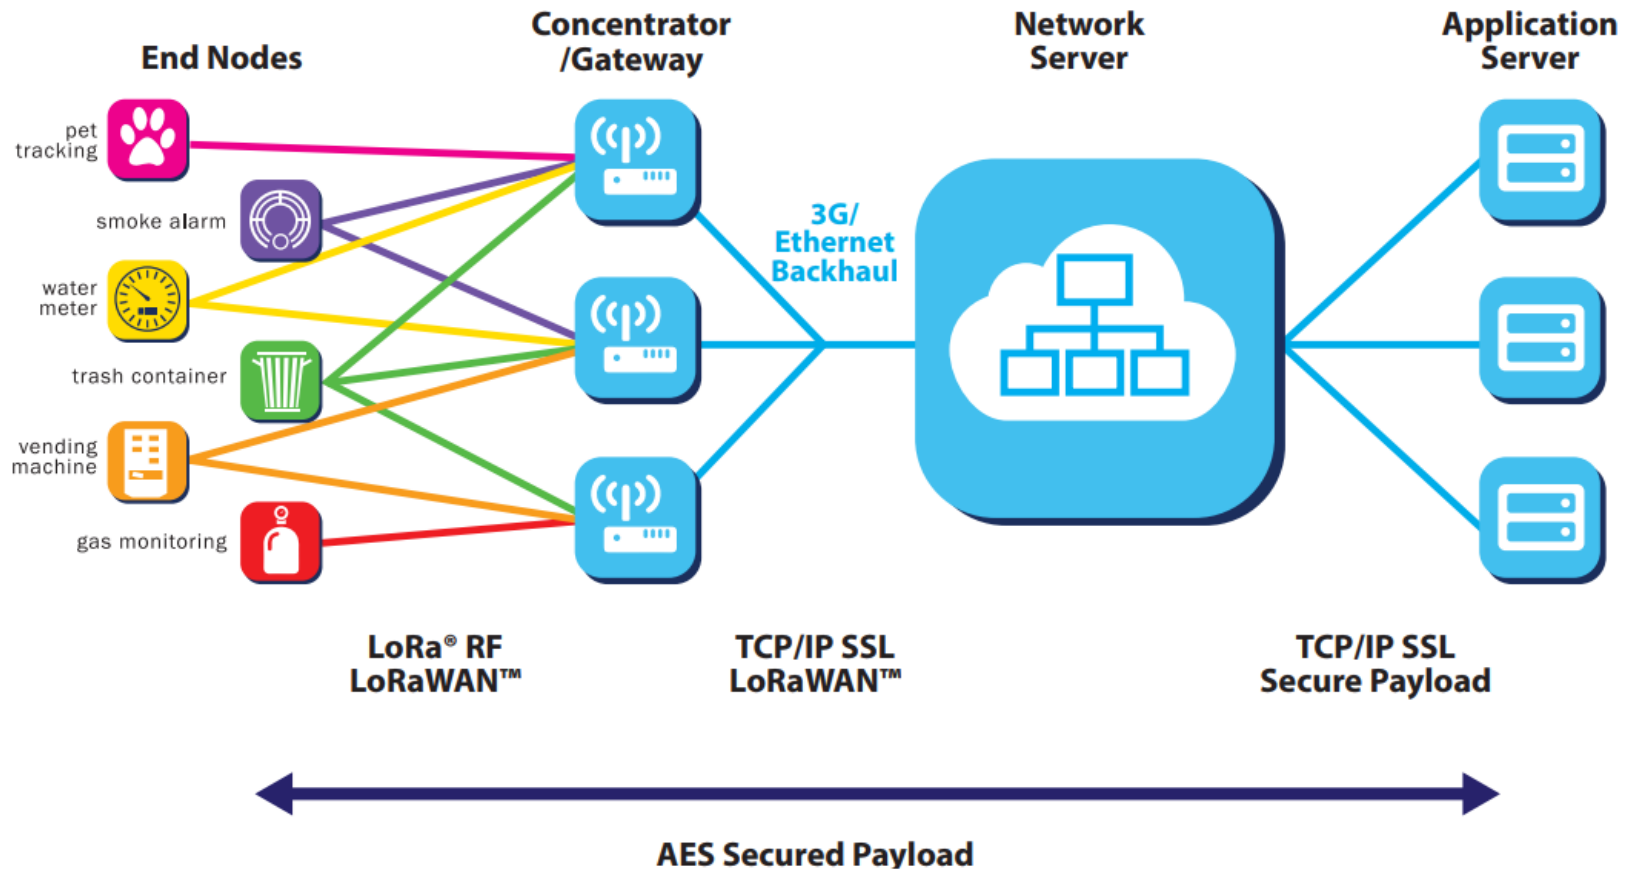 End Nodes
Concentrator
/Gateway
Network
Server
Application
Server
pet
tracking
smoke alarm
water
meter
trash container
vending
machine
gas monitoring
3G/
Ethernet
Backhaul
LoRa® RF
LoRaWAN™
TCP/IP SSL
LoRaWAN™
TCP/IP SSL
Secure Payload
AES Secured Payload